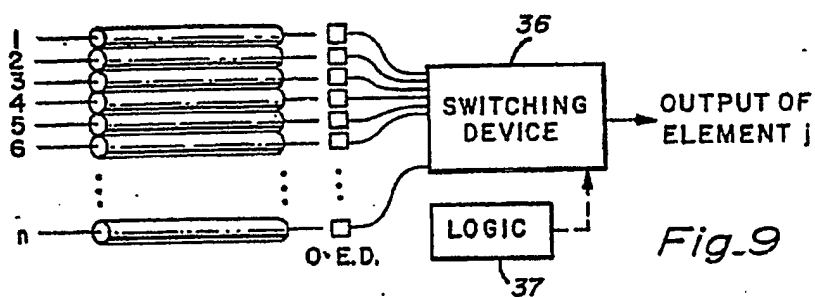 1
2
3
4
5
6
n
O·E.D.
36
SWITCHING
DEVICE
OUTPUT OF
ELEMENT j
LOGIC
37
Fig_9